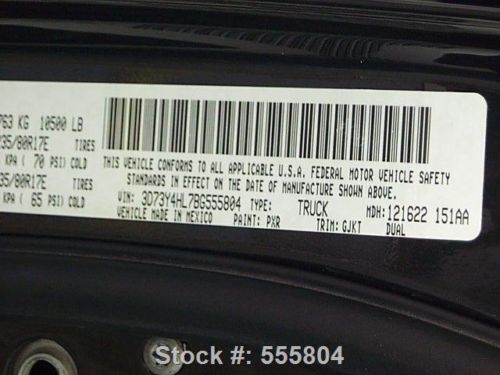 763 KG 10500 LB
35/80R17E TIRES
KPA ( 70 PSI) COLD
35/80R17E TIRES
KPA ( 65 PSI) COLD
THIS VEHICLE CONFORMS TO ALL APPLICABLE U.S.A. FEDERAL MOTOR VEHICLE SAFETY
STANDARDS IN EFFECT ON THE DATE OF MANUFACTURE SHOWN ABOVE.
VIN: 3D73Y4HL7BG555804 TYPE: TRUCK MDH: 121622 151AA
VEHICLE MADE IN MEXICO PAINT: PXR TRIM: GJKT DUAL
Stock #: 555804